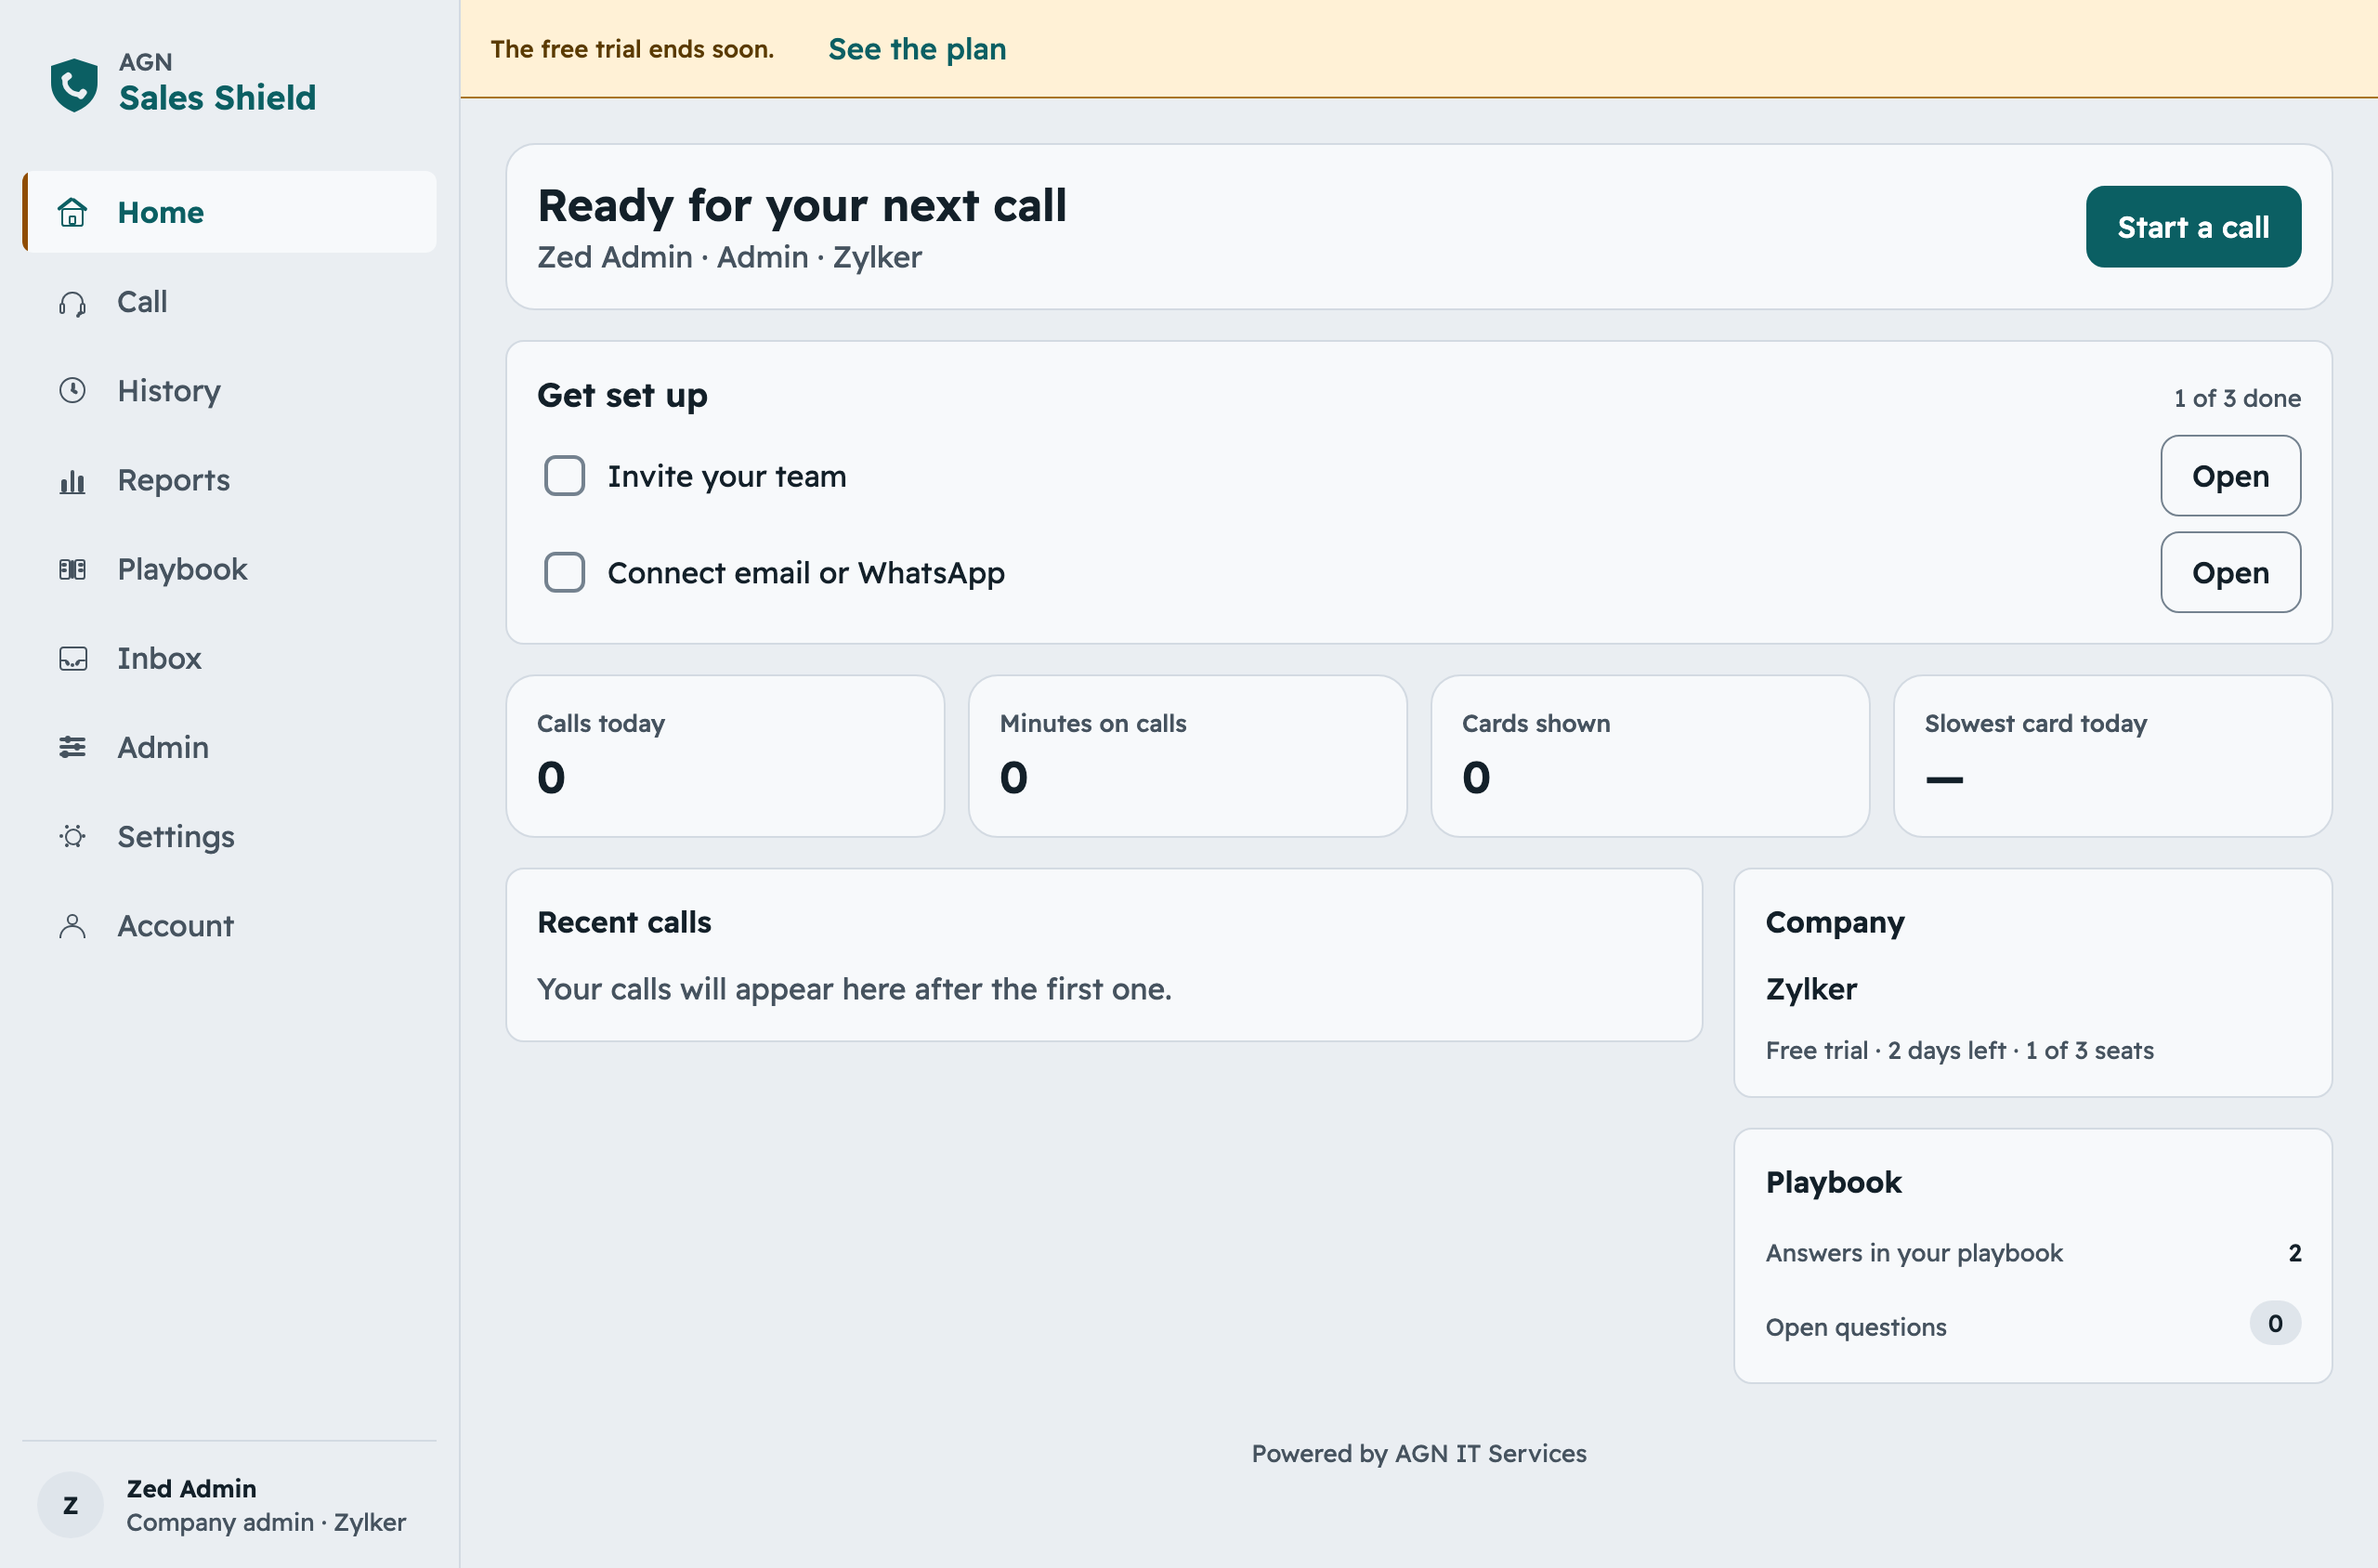 AGN
Sales Shield
Home
Call
History
Reports
Playbook
Inbox
Admin
Settings
Account
Z
Zed Admin
Company admin · Zylker
The free trial ends soon. See the plan
Ready for your next call
Zed Admin · Admin · Zylker
Start a call
Get set up
1 of 3 done
Invite your team
Open
Connect email or WhatsApp
Open
Calls today
0
Minutes on calls
0
Cards shown
0
Slowest card today
—
Recent calls
Your calls will appear here after the first one.
Company
Zylker
Free trial · 2 days left · 1 of 3 seats
Playbook
Answers in your playbook 2
Open questions 0
Powered by AGN IT Services